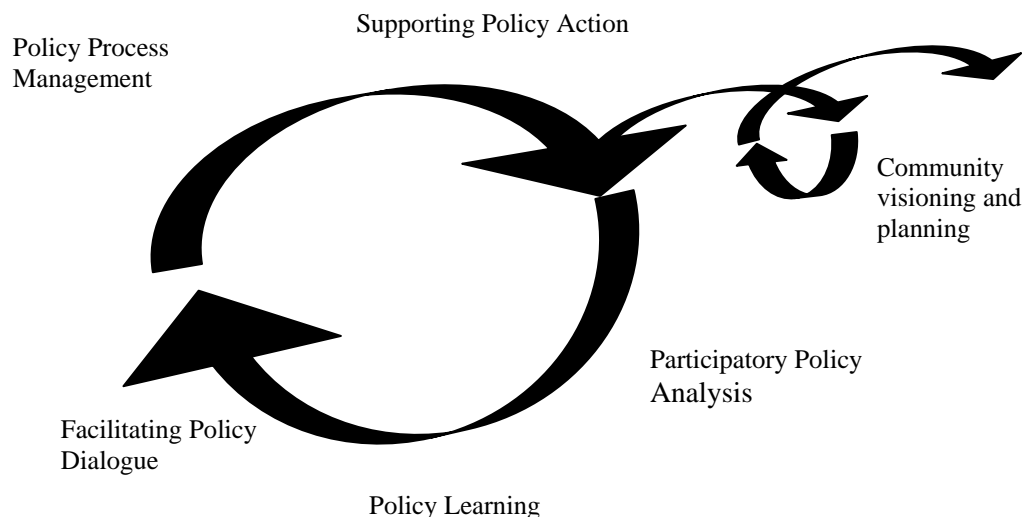 Supporting Policy Action
Policy Process
Management
Community
visioning and
planning
Participatory Policy
Analysis
Facilitating Policy
Dialogue
Policy Learning